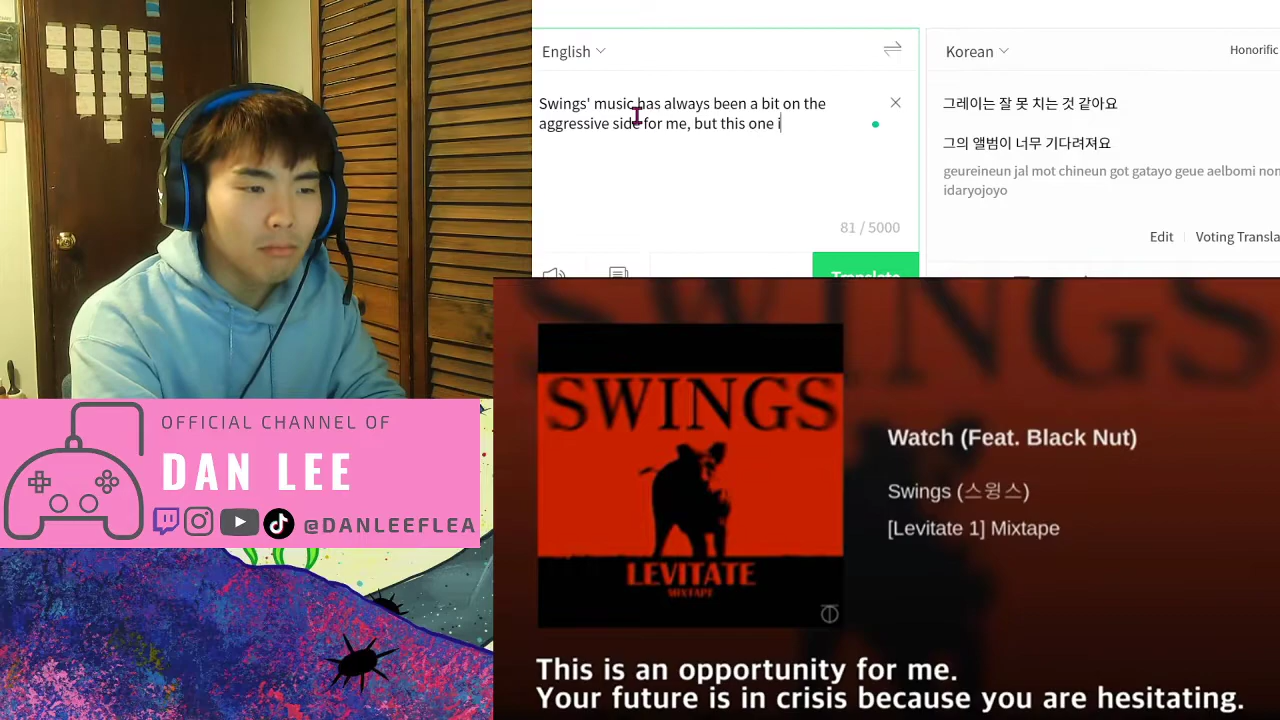 English
Korean
Honorific
Swings' music has always been a bit on the
aggressive side for me, but this one i
그레이는 잘 못 치는 것 같아요
그의 앨범이 너무 기다려져요
geureineun jal mot chineun got gatayo geue aelbomi
idaryojoyo
81 / 5000
Edit
Voting Transla
Translate
OFFICIAL CHANNEL OF
DAN LEE
@DANLEEFLEA
SWINGS
SWINGS
LEVITATE
MIXTAPE
Watch (Feat. Black Nut)
Swings (스윙스)
[Levitate 1] Mixtape
This is an opportunity for me.
Your future is in crisis because you are hesitating.